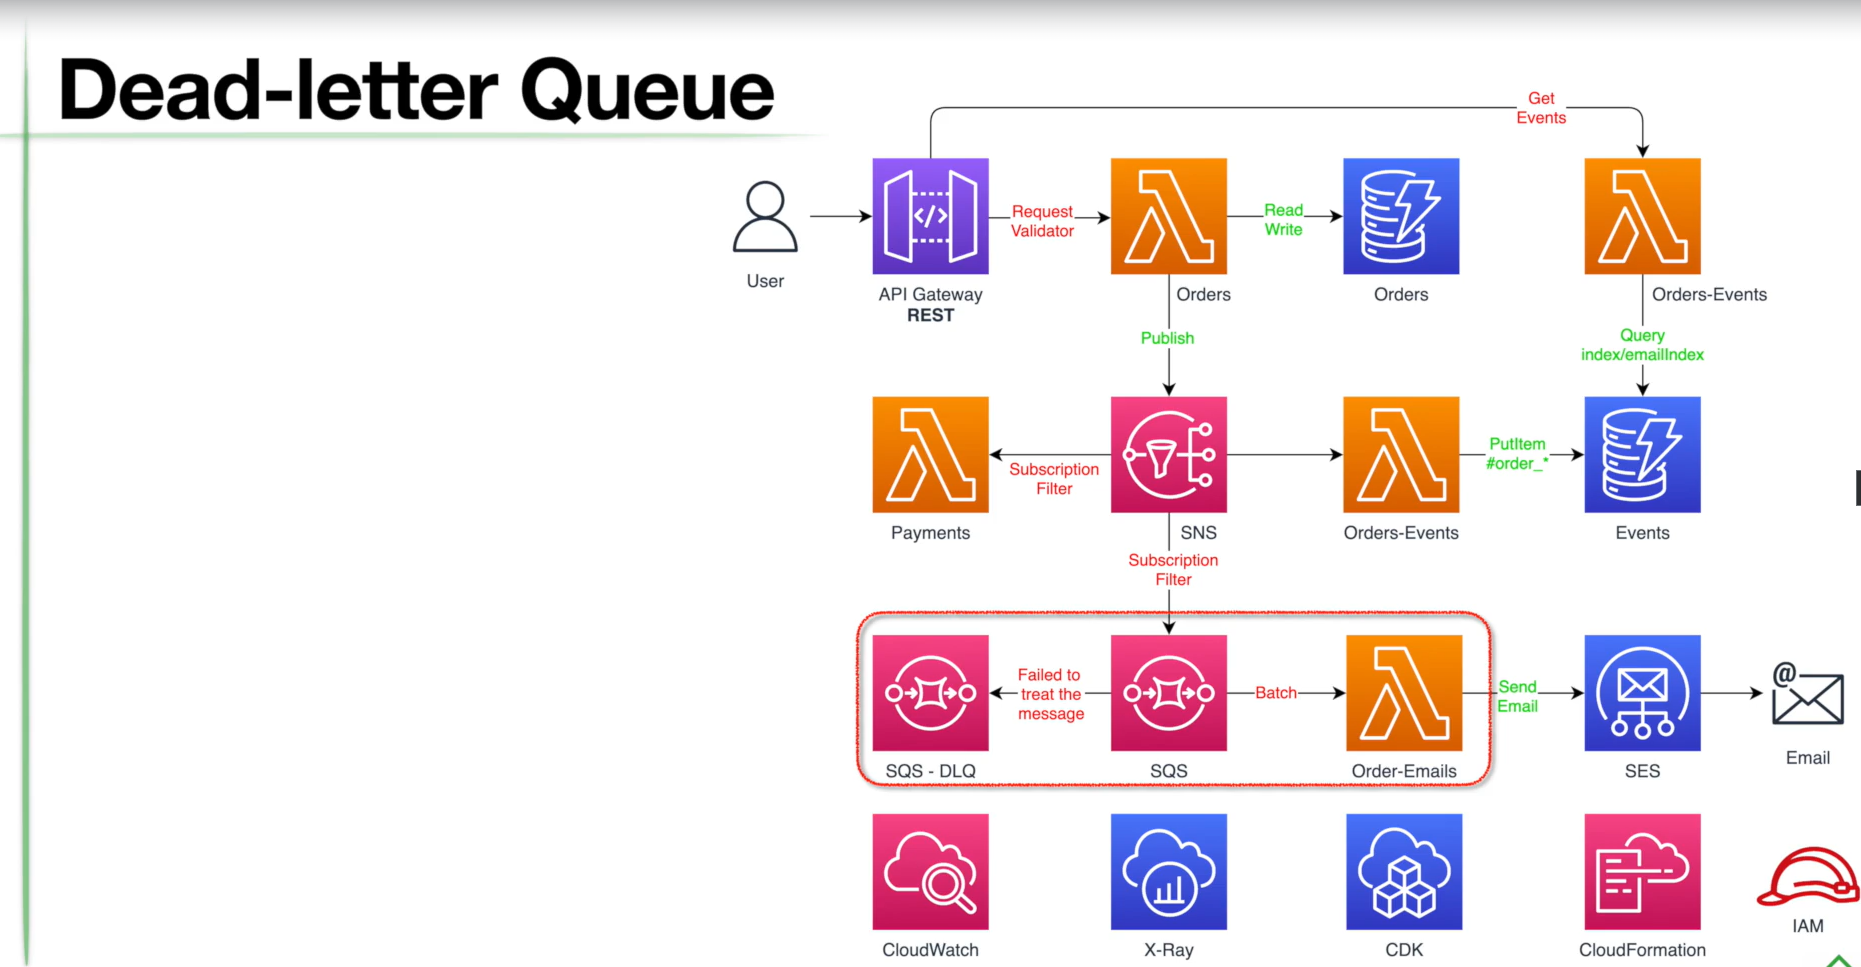 Dead-letter Queue
Get
Events
Request
Validator
Read
Write
User
API Gateway
REST
Orders
Orders
Orders-Events
Publish
Query
index/emailIndex
Subscription
Filter
PutItem
#order_*
Payments
SNS
Orders-Events
Events
Subscription
Filter
Failed to
treat the
message
Batch
Send
Email
@
SQS - DLQ
SQS
Order-Emails
SES
Email
CloudWatch
X-Ray
CDK
CloudFormation
IAM